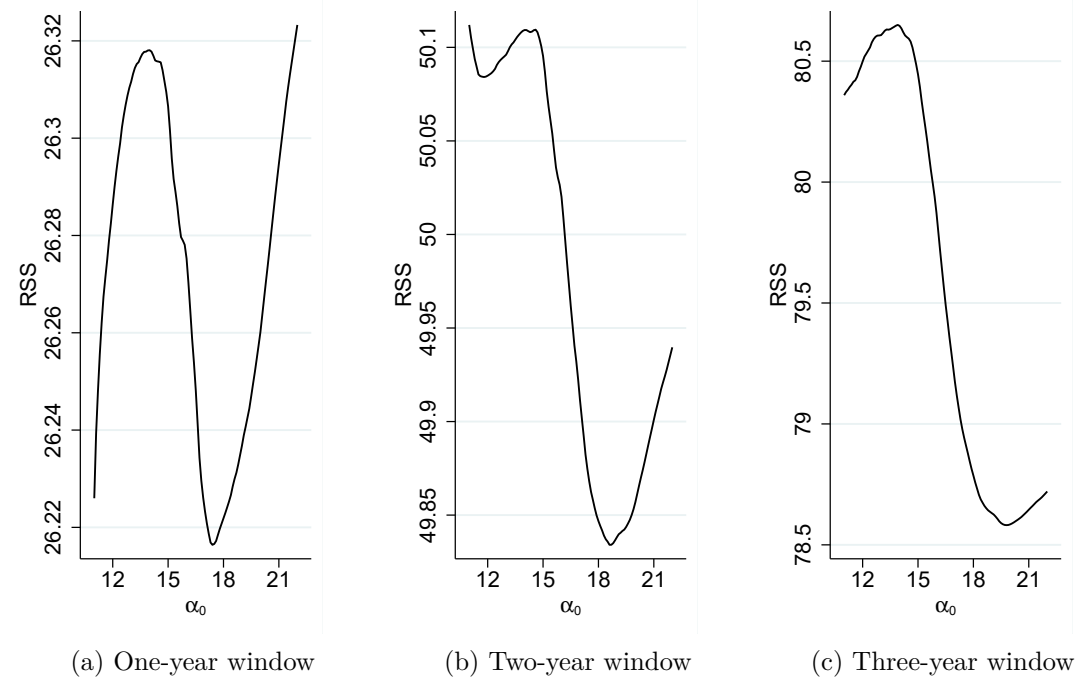 26.32
26.3
26.28
26.26
26.24
26.22
RSS
12 15 18 21
α₀
(a) One-year window
50.1
50.05
50
49.95
49.9
49.85
RSS
12 15 18 21
α₀
(b) Two-year window
80.5
80
79.5
79
78.5
RSS
12 15 18 21
α₀
(c) Three-year window